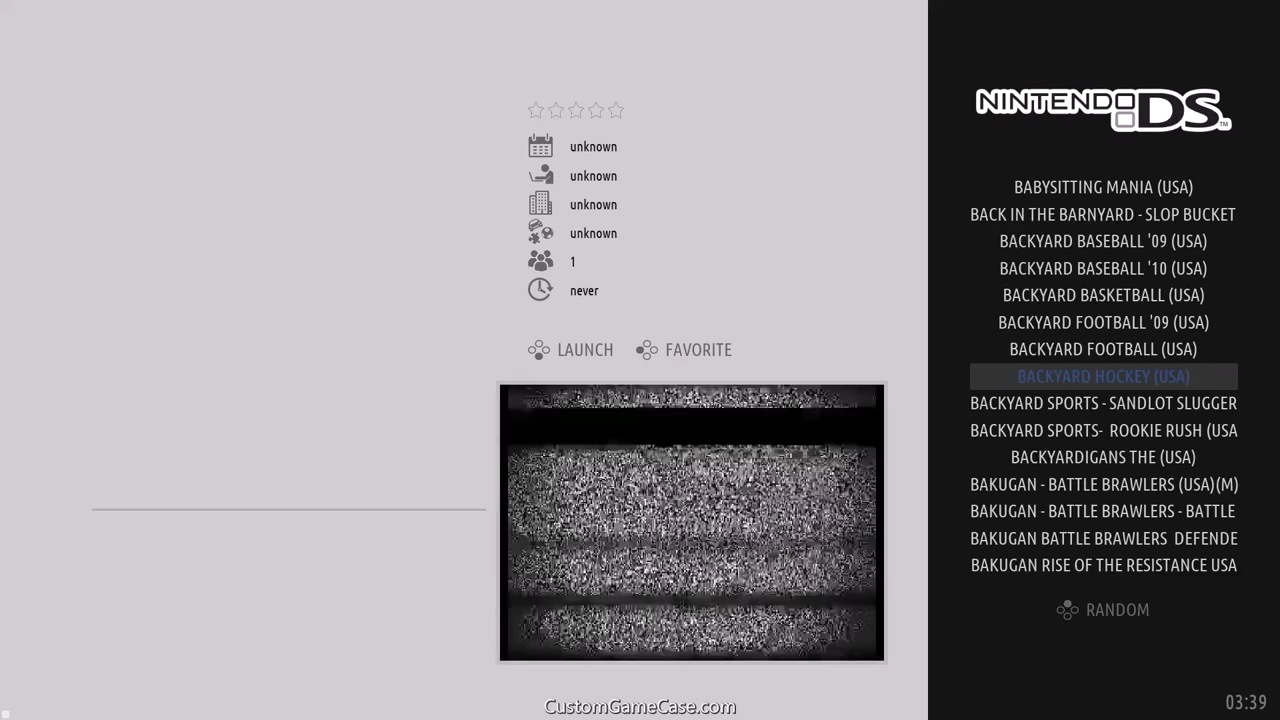 unknown
unknown
unknown
unknown
1
never
LAUNCH FAVORITE
CustomGameCase.com
NINTENDO DS™
BABYSITTING MANIA (USA)
BACK IN THE BARNYARD - SLOP BUCKET
BACKYARD BASEBALL '09 (USA)
BACKYARD BASEBALL '10 (USA)
BACKYARD BASKETBALL (USA)
BACKYARD FOOTBALL '09 (USA)
BACKYARD FOOTBALL (USA)
BACKYARD HOCKEY (USA)
BACKYARD SPORTS - SANDLOT SLUGGER
BACKYARD SPORTS- ROOKIE RUSH (USA
BACKYARDIGANS THE (USA)
BAKUGAN - BATTLE BRAWLERS (USA)(M)
BAKUGAN - BATTLE BRAWLERS - BATTLE
BAKUGAN BATTLE BRAWLERS DEFENDE
BAKUGAN RISE OF THE RESISTANCE USA
RANDOM
03:39